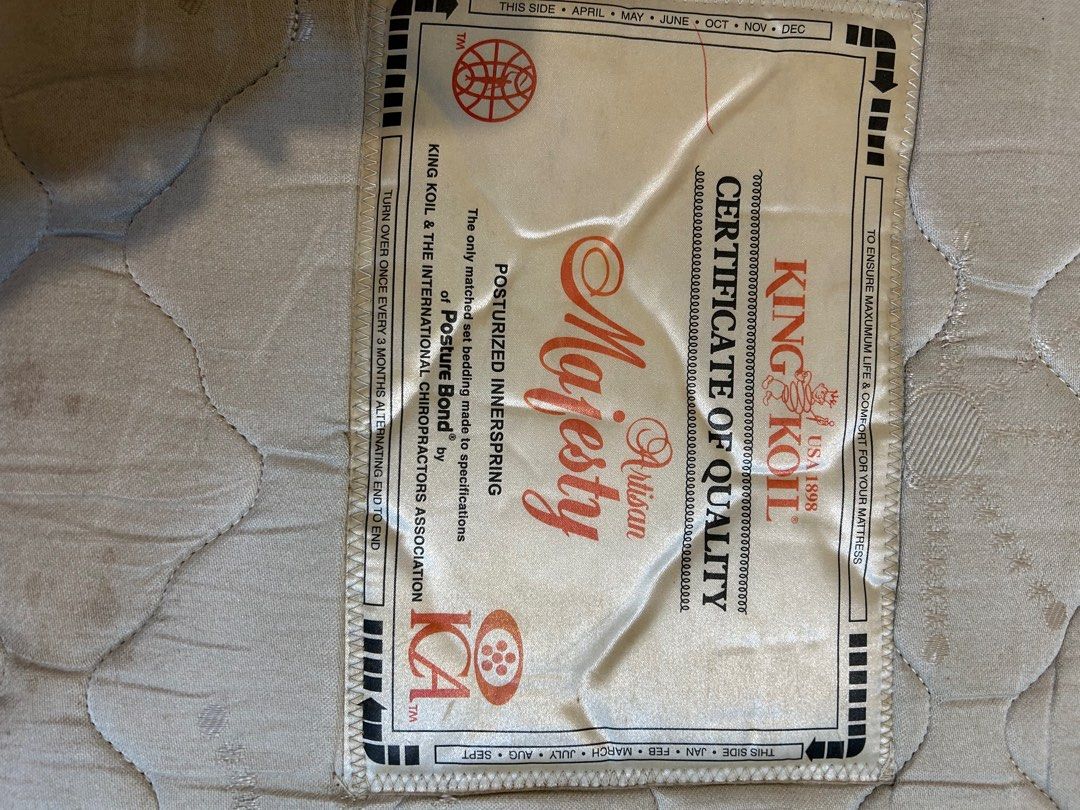 TO ENSURE MAXUMUM LIFE & COMFORT FOR YOUR MATTRESS
USA 1898
KING KOIL®
CERTIFICATE OF QUALITY
Artisan
Majesty
POSTURIZED INNERSPRING
The only matched set bedding made to specifications
of Posture Bond® by
KING KOIL & THE INTERNATIONAL CHIROPRACTORS ASSOCIATION
TM
ICA TM
TURN OVER ONCE EVERY 3 MONTHS ALTERNATING END TO END
THIS SIDE • APRIL • MAY • JUNE • OCT • NOV • DEC
THIS SIDE • JAN • FEB • MARCH • JULY • AUG • SEPT